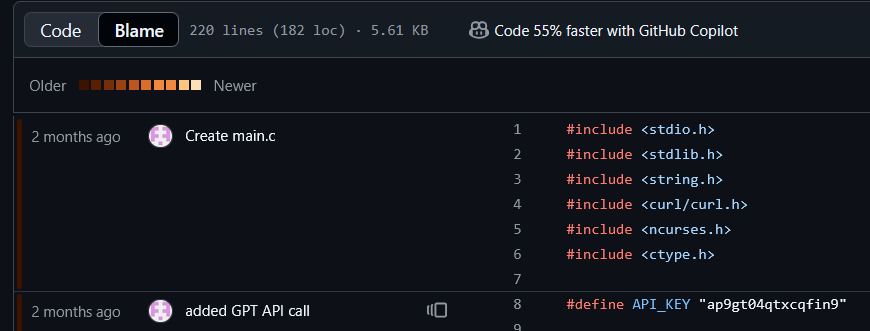 Code Blame 220 lines (182 loc) · 5.61 KB Code 55% faster with GitHub Copilot
Older Newer
2 months ago Create main.c 1 #include <stdio.h>
2 #include <stdlib.h>
3 #include <string.h>
4 #include <curl/curl.h>
5 #include <ncurses.h>
6 #include <ctype.h>
7
2 months ago added GPT API call 8 #define API_KEY "ap9gt04qtxcqfin9"
9